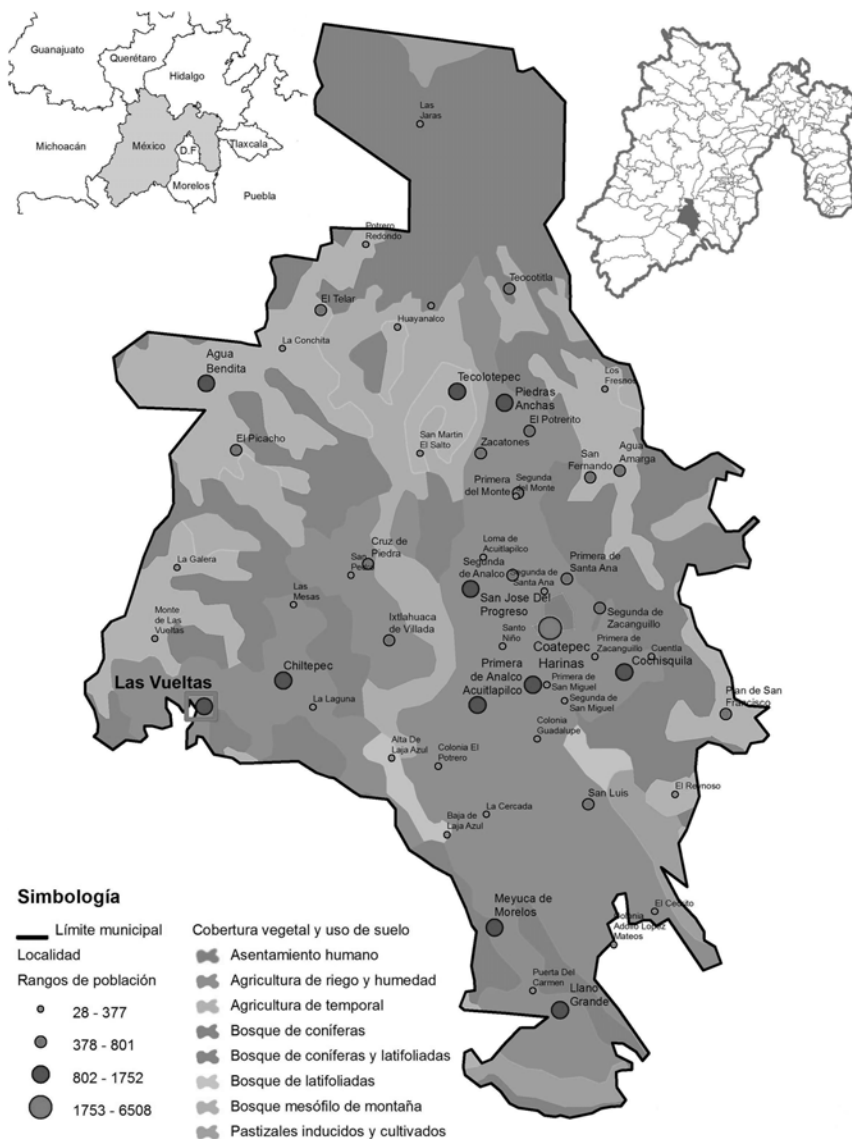 Guanajuato
Querétaro
Hidalgo
Michoacán
México
D.F
Tlaxcala
Morelos
Puebla
Las
Jaras
Potrero
Redondo
Teocotitla
El Telar
Huayanalco
La Conchita
Agua
Bendita
Tecolotepec
Piedras
Anchas
Los
Fresnos
El Potrerito
El Picacho
San Martin
El Salto
Zacatones
San
Fernando
Agua
Amarga
Primera
del Monte
Segunda
del Monte
Cruz de
Piedra
San
Pedro
La Galera
Las
Mesas
Loma de
Acuitlapilco
Segunda
de Analco
Segunda de
Santa Ana
Primera de
Santa Ana
San Jose Del
Progreso
Segunda de
Zacanguillo
Monte
de Las
Vueltas
Ixtlahuaca
de Villada
Santo
Niño
Coatepec
Harinas
Primera de
Zacanguillo
Cuentla
Cochisquila
Chiltepec
Primera
de Analco
Acuitlapilco
Primera de
San Miguel
Segunda de
San Miguel
Las Vueltas
La Laguna
Plan de San
Francisco
Colonia
Guadalupe
Alta De
Laja Azul
Colonia El
Potrero
El Reynoso
San Luis
La Cercada
Baja de
Laja Azul
Meyuca de
Morelos
El Cedrito
Colonia
Adolfo Lopez
Mateos
Puerta Del
Carmen
Llano
Grande
Simbología
Límite municipal
Localidad
Rangos de población
28 - 377
378 - 801
802 - 1752
1753 - 6508
Cobertura vegetal y uso de suelo
Asentamiento humano
Agricultura de riego y humedad
Agricultura de temporal
Bosque de coníferas
Bosque de coníferas y latifoliadas
Bosque de latifoliadas
Bosque mesófilo de montaña
Pastizales inducidos y cultivados